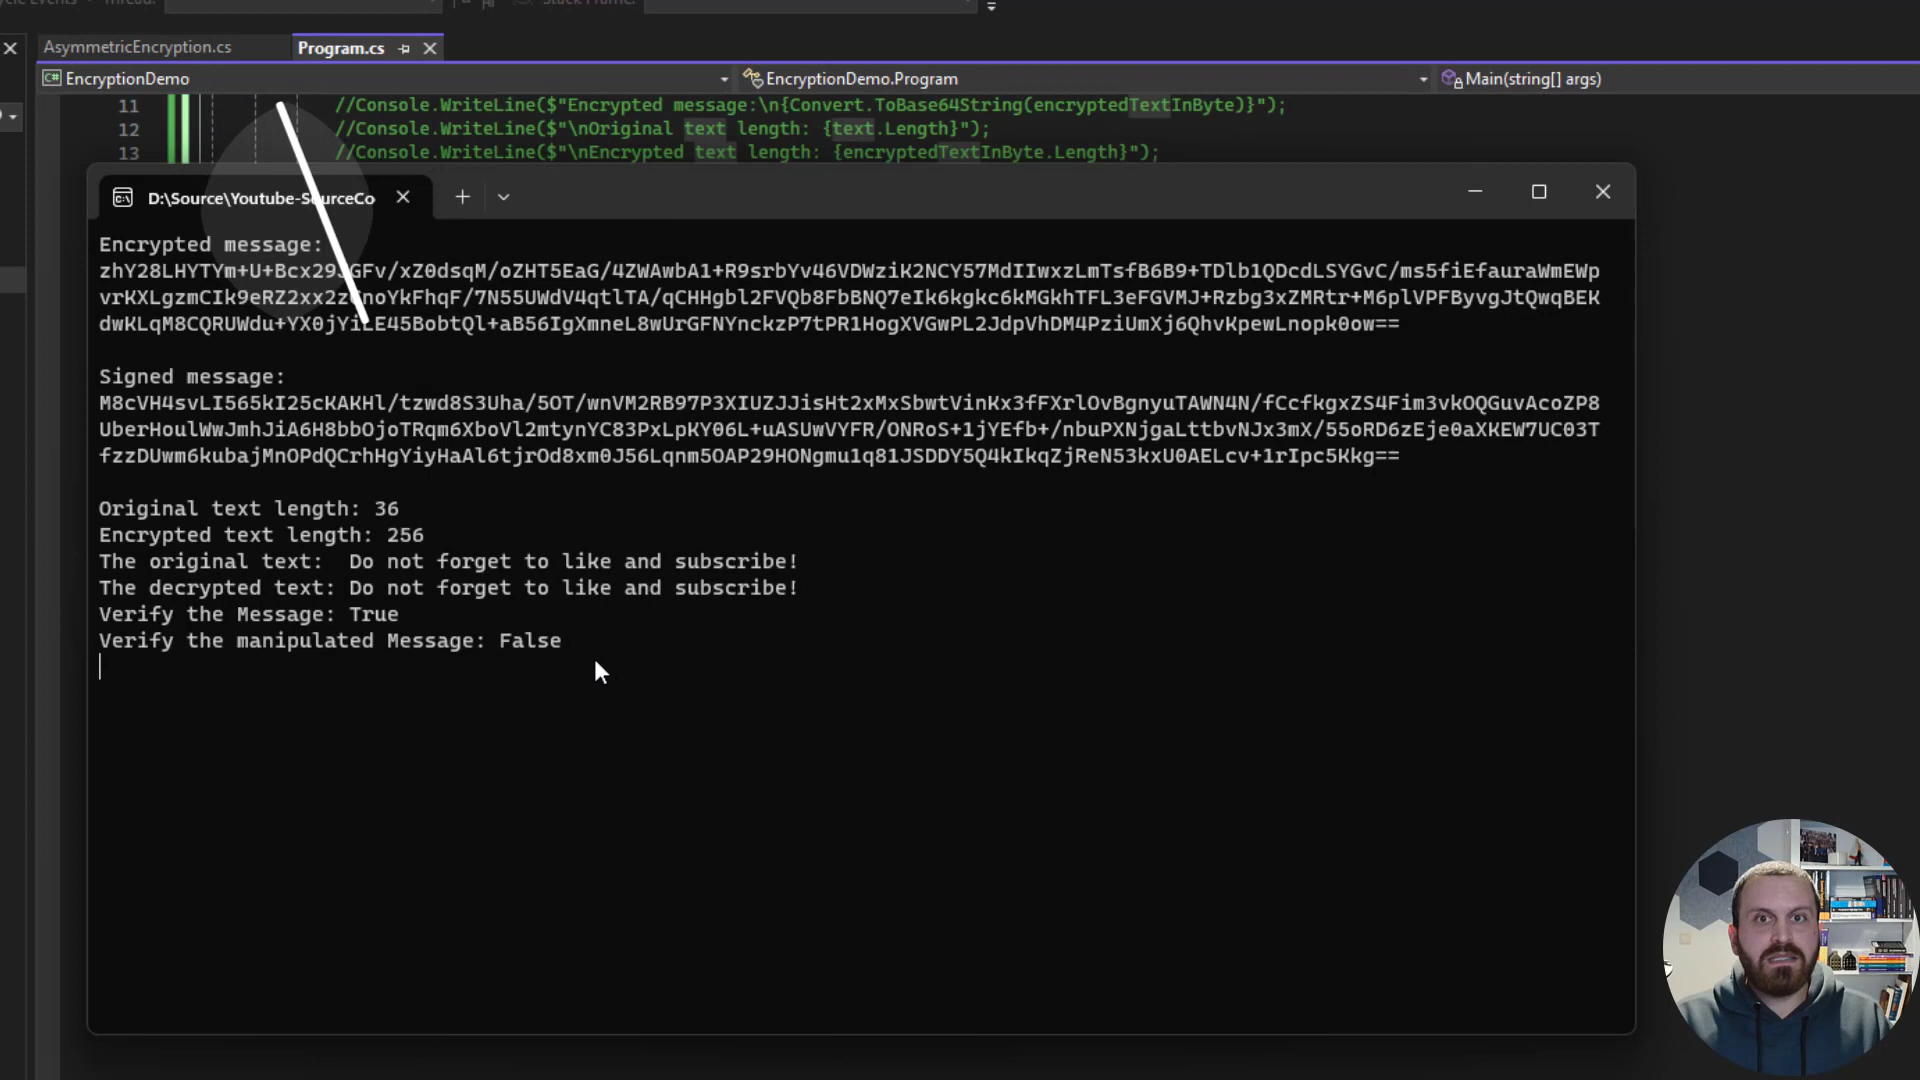 AsymmetricEncryption.cs
Program.cs
EncryptionDemo
EncryptionDemo.Program
Main(string[] args)
11 //Console.WriteLine($"Encrypted message:\n{Convert.ToBase64String(encryptedTextInByte)}");
12 //Console.WriteLine($"\nOriginal text length: {text.Length}");
13 //Console.WriteLine($"\nEncrypted text length: {encryptedTextInByte.Length}");
D:\Source\Youtube-SourceCo
Encrypted message:
vrKXLgzmCIk9eRZ2xx2z
Signed message:
M8cVH4svLI565kI25cKAKHl/tzwd8S3Uha/5OT/wnVM2RB97P3XIUZJJisHt2xMxSbwtVinKx3fFXrlOvBgnyuTAWN4N/fCcfkgxZS4Fim3vkOQGuvAcoZP8
UberHoulWwJmhJiA6H8bbOjoTRqm6XboVl2mtynYC83PxLpKY06L+uASUwVYFR/ONRoS+1jYEfb+/nbuPXNjgaLttbvNJx3mX/55oRD6zEje0aXKEW7UC03T
fzzDUwm6kubajMnOPdQCrhHgYiyHaAl6tjrOd8xm0J56Lqnm5OAP29HONgmu1q81JSDDY5Q4kIkqZjReN53kxU0AELcv+1rIpc5Kkg==
Original text length: 36
Encrypted text length: 256
The original text:  Do not forget to like and subscribe!
The decrypted text: Do not forget to like and subscribe!
Verify the Message: True
Verify the manipulated Message: False